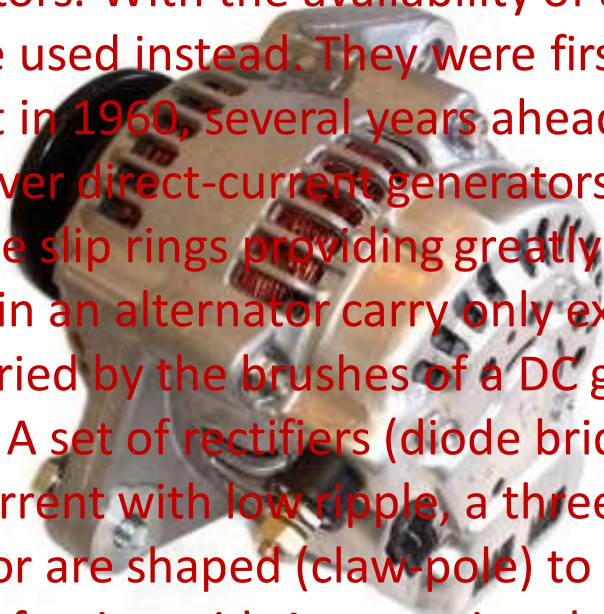 With the availability of
used instead. They were firs
in 1960, several years ahead
ver direct-current generators
e slip rings providing greatly
in an alternator carry only ex
ried by the brushes of a DC g
A set of rectifiers (diode brid
rrent with low ripple, a three
or are shaped (claw-pole) to